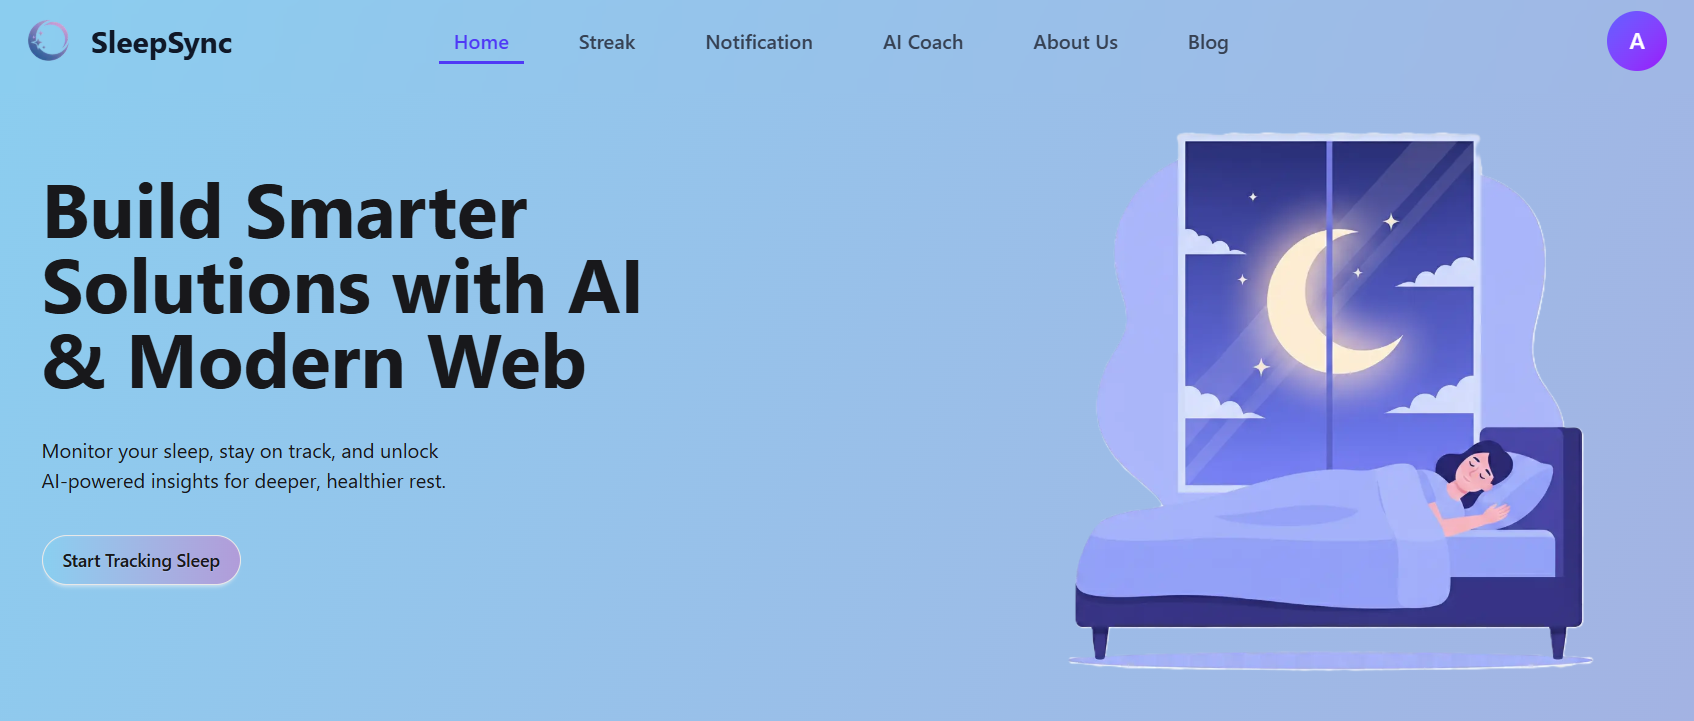 SleepSync
Home
Streak
Notification
AI Coach
About Us
Blog
A
Build Smarter
Solutions with AI
& Modern Web
Monitor your sleep, stay on track, and unlock
AI-powered insights for deeper, healthier rest.
Start Tracking Sleep